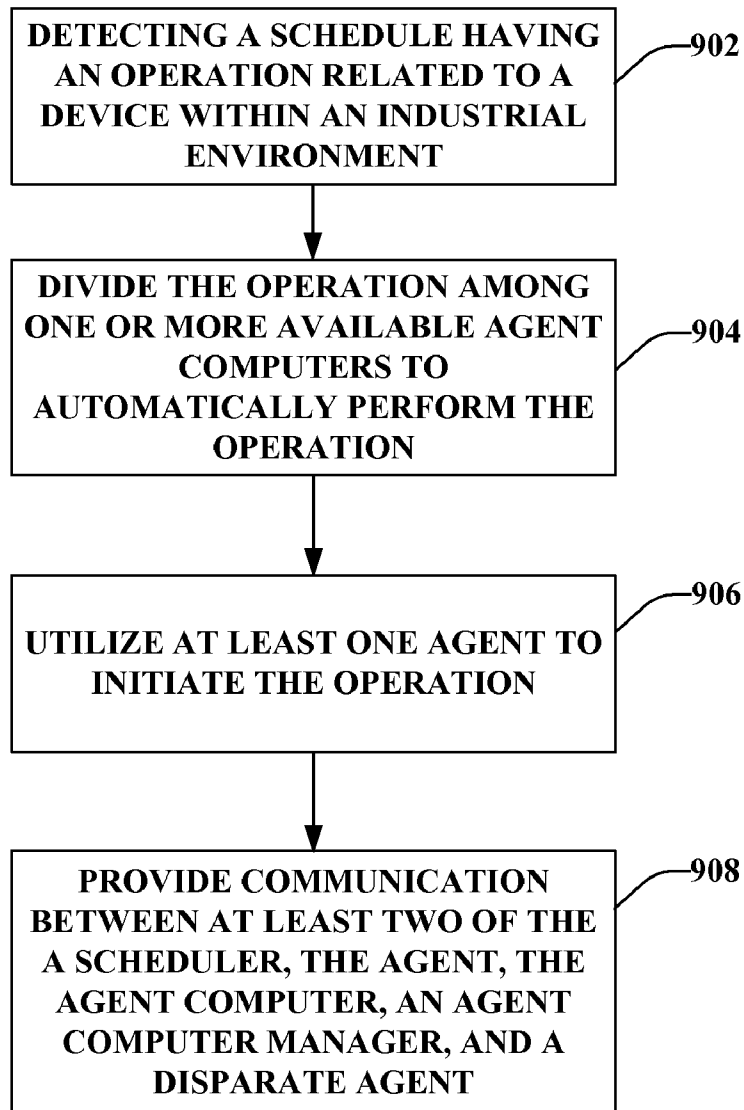 DETECTING A SCHEDULE HAVING
AN OPERATION RELATED TO A
DEVICE WITHIN AN INDUSTRIAL
ENVIRONMENT
902
DIVIDE THE OPERATION AMONG
ONE OR MORE AVAILABLE AGENT
COMPUTERS TO
AUTOMATICALLY PERFORM THE
OPERATION
904
UTILIZE AT LEAST ONE AGENT TO
INITIATE THE OPERATION
906
PROVIDE COMMUNICATION
BETWEEN AT LEAST TWO OF THE
A SCHEDULER, THE AGENT, THE
AGENT COMPUTER, AN AGENT
COMPUTER MANAGER, AND A
DISPARATE AGENT
908